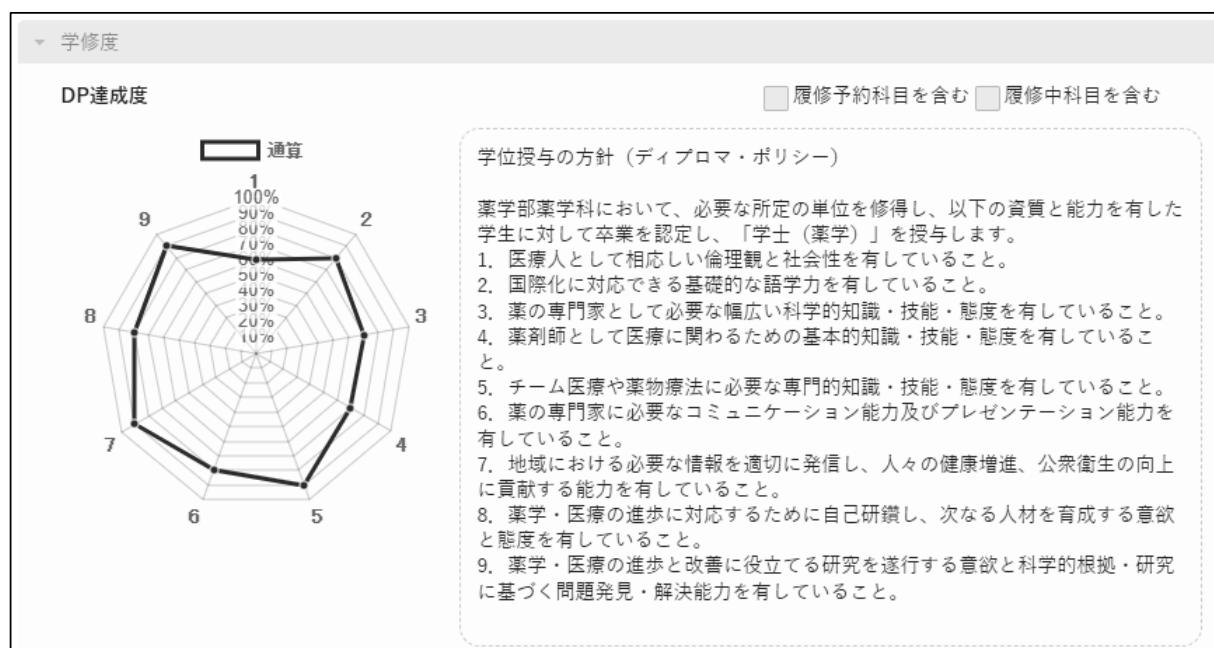 学修度
DP達成度
履修予約科目を含む 履修中科目を含む
通算
1
100%
90%
80%
70%
60%
50%
40%
30%
20%
10%
2
3
4
5
6
7
8
9
学位授与の方針（ディプロマ・ポリシー）
薬学部薬学科において、必要な所定の単位を修得し、以下の資質と能力を有した
学生に対して卒業を認定し、「学士（薬学）」を授与します。
1．医療人として相応しい倫理観と社会性を有していること。
2．国際化に対応できる基礎的な語学力を有していること。
3．薬の専門家として必要な幅広い科学的知識・技能・態度を有していること。
4．薬剤師として医療に関わるための基本的知識・技能・態度を有しているこ
と。
5．チーム医療や薬物療法に必要な専門的知識・技能・態度を有していること。
6．薬の専門家に必要なコミュニケーション能力及びプレゼンテーション能力を
有していること。
7．地域における必要な情報を適切に発信し、人々の健康増進、公衆衛生の向上
に貢献する能力を有していること。
8．薬学・医療の進歩に対応するために自己研鑽し、次なる人材を育成する意欲
と態度を有していること。
9．薬学・医療の進歩と改善に役立てる研究を遂行する意欲と科学的根拠・研究
に基づく問題発見・解決能力を有していること。